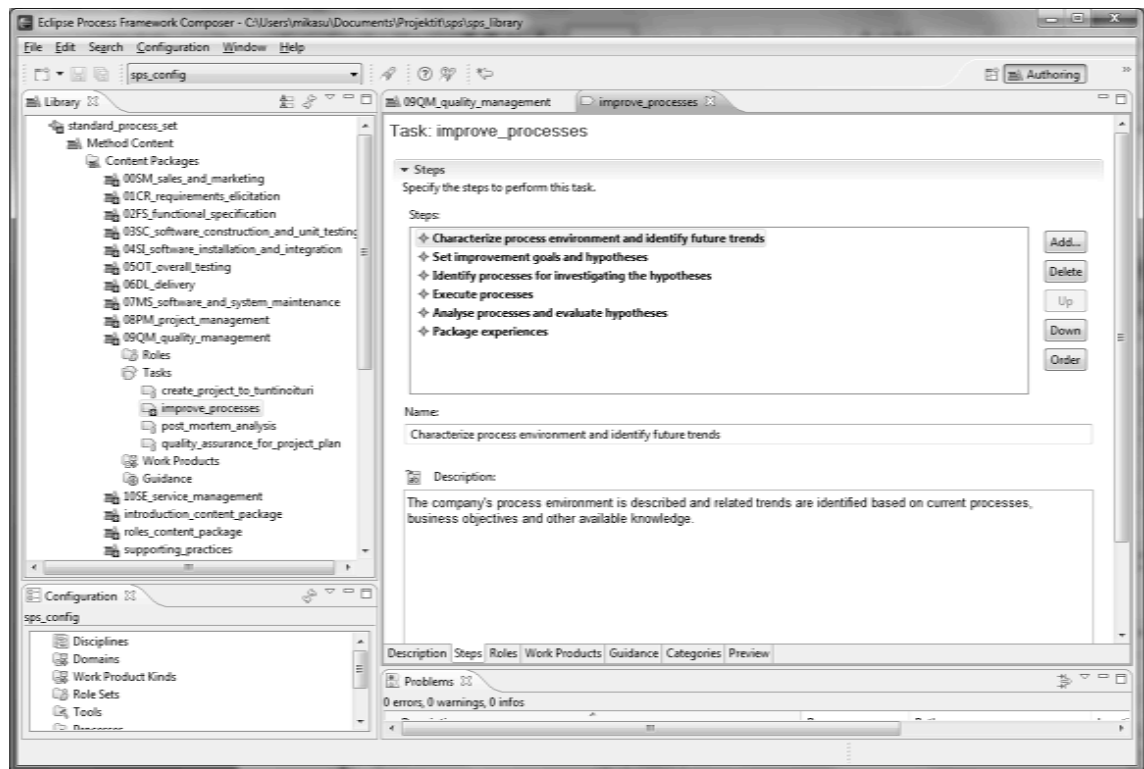 Eclipse Process Framework Composer - C:\Users\mikasu\Documents\Projektit\sps\sps_library
File Edit Search Configuration Window Help
sps_config
Authoring
Library
standard_process_set
Method Content
Content Packages
00SM_sales_and_marketing
01CR_requirements_elicitation
02FS_functional_specification
03SC_software_construction_and_unit_testing
04SI_software_installation_and_integration
05OT_overall_testing
06DL_delivery
07MS_software_and_system_maintenance
08PM_project_management
09QM_quality_management
Roles
Tasks
create_project_to_tuntinoituri
improve_processes
post_mortem_analysis
quality_assurance_for_project_plan
Work Products
Guidance
10SE_service_management
introduction_content_package
roles_content_package
supporting_practices
Configuration
sps_config
Disciplines
Domains
Work Product Kinds
Role Sets
Tools
Processes
09QM_quality_management improve_processes
Task: improve_processes
Steps
Specify the steps to perform this task.
Steps:
Characterize process environment and identify future trends
Set improvement goals and hypotheses
Identify processes for investigating the hypotheses
Execute processes
Analyse processes and evaluate hypotheses
Package experiences
Add...
Delete
Up
Down
Order
Name:
Characterize process environment and identify future trends
Description:
The company's process environment is described and related trends are identified based on current processes,
business objectives and other available knowledge.
Description Steps Roles Work Products Guidance Categories Preview
Problems
0 errors, 0 warnings, 0 infos